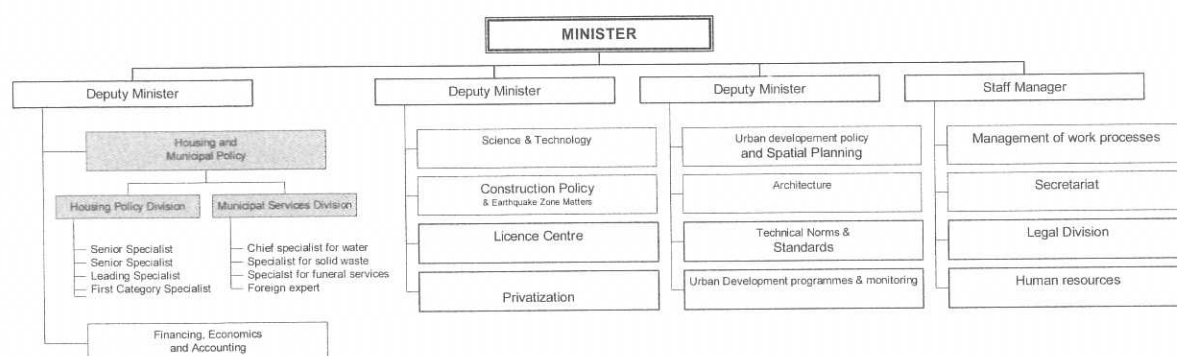 MINISTER
Deputy Minister
Deputy Minister
Deputy Minister
Staff Manager
Housing and
Municipal Policy
Housing Policy Division
Municipal Services Division
Senior Specialist
Senior Specialist
Leading Specialist
First Category Specialist
Chief specialist for water
Specialist for solid waste
Specialst for funeral services
Foreign expert
Financing, Economics
and Accounting
Science & Technology
Construction Policy
& Earthquake Zone Matters
Licence Centre
Privatization
Urban developement policy
and Spatial Planning
Architecture
Technical Norms &
Standards
Urban Development programmes & monitoring
Management of work processes
Secretariat
Legal Division
Human resources